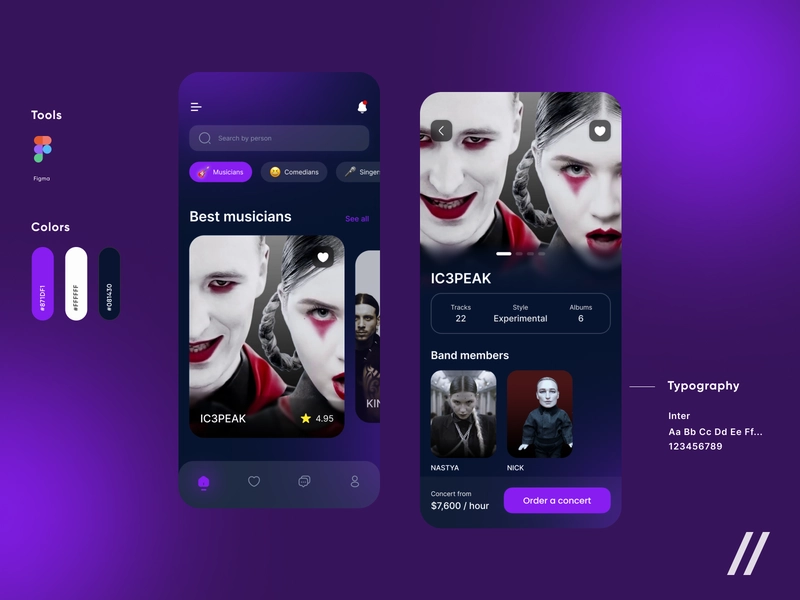 Tools
Figma
Colors
#871DF1
#FFFFFF
#081430
Search by person
Musicians
Comedians
Singers
Best musicians
See all
IC3PEAK
4.95
KIN
IC3PEAK
Tracks
Style
Albums
22
Experimental
6
Band members
NASTYA
NICK
Concert from
$7,600 / hour
Order a concert
Typography
Inter
Aa Bb Cc Dd Ee Ff...
123456789